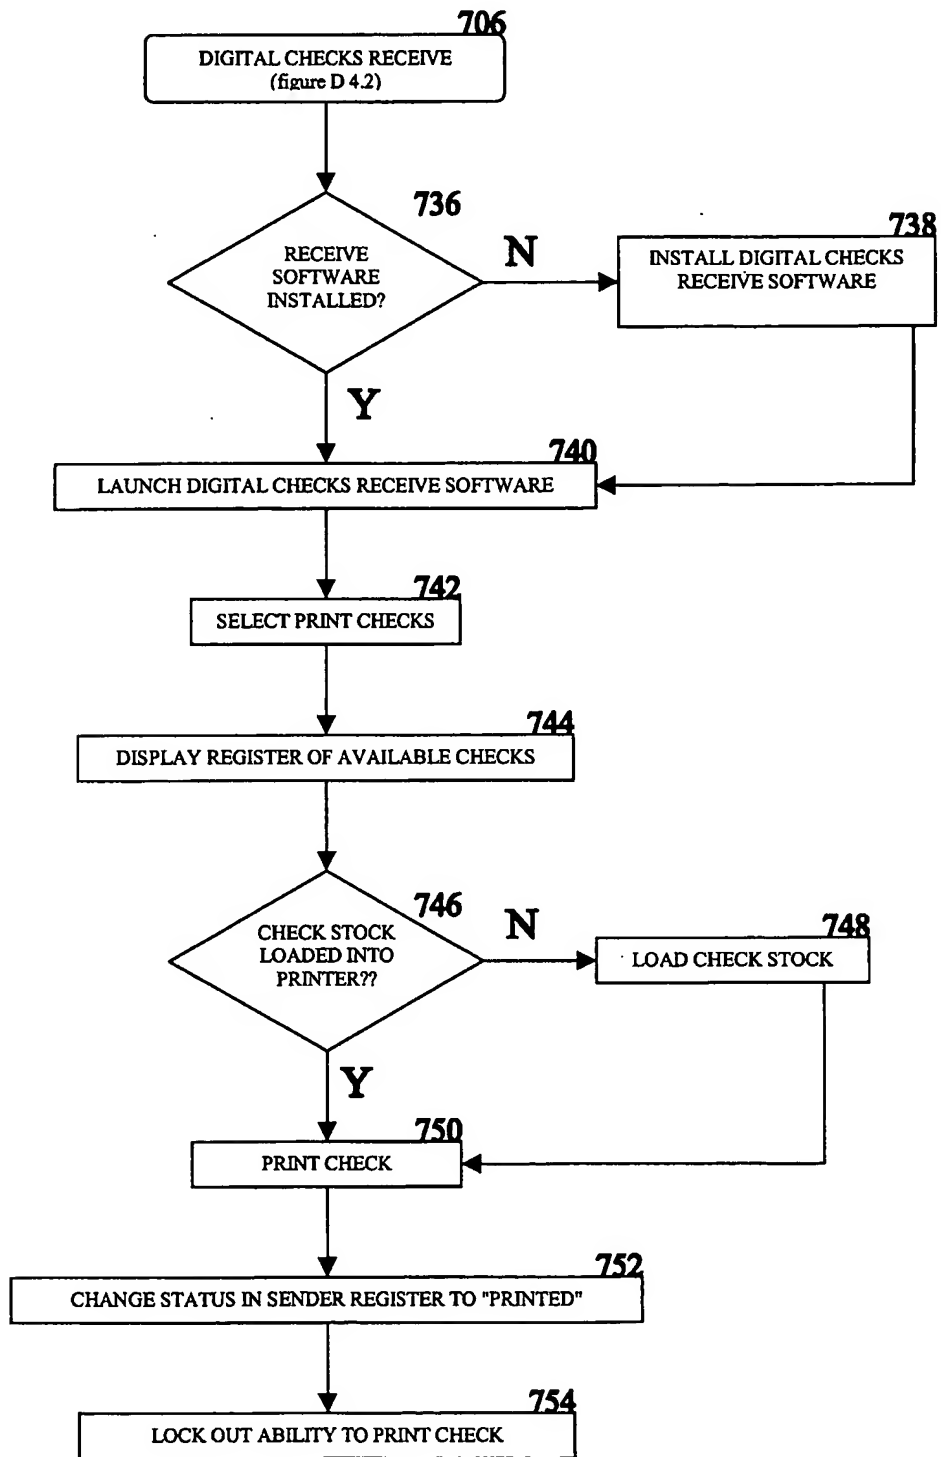 706
DIGITAL CHECKS RECEIVE
(figure D 4.2)
736
RECEIVE
SOFTWARE
INSTALLED?
N
738
INSTALL DIGITAL CHECKS
RECEIVE SOFTWARE
Y
740
LAUNCH DIGITAL CHECKS RECEIVE SOFTWARE
742
SELECT PRINT CHECKS
744
DISPLAY REGISTER OF AVAILABLE CHECKS
746
CHECK STOCK
LOADED INTO
PRINTER??
N
748
LOAD CHECK STOCK
Y
750
PRINT CHECK
752
CHANGE STATUS IN SENDER REGISTER TO "PRINTED"
754
LOCK OUT ABILITY TO PRINT CHECK